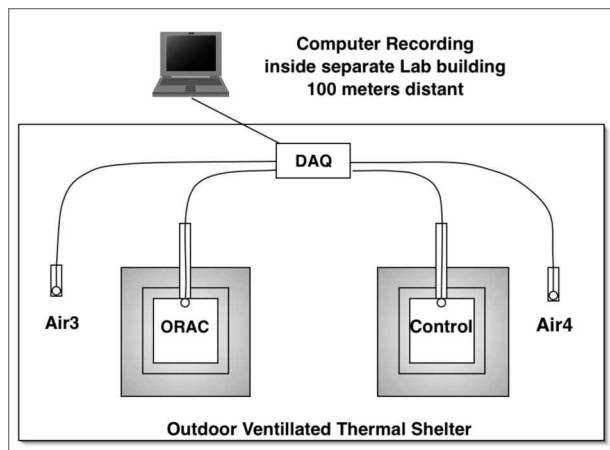 Computer Recording
inside separate Lab building
100 meters distant
DAQ
Air3
ORAC
Control
Air4
Outdoor Ventillated Thermal Shelter